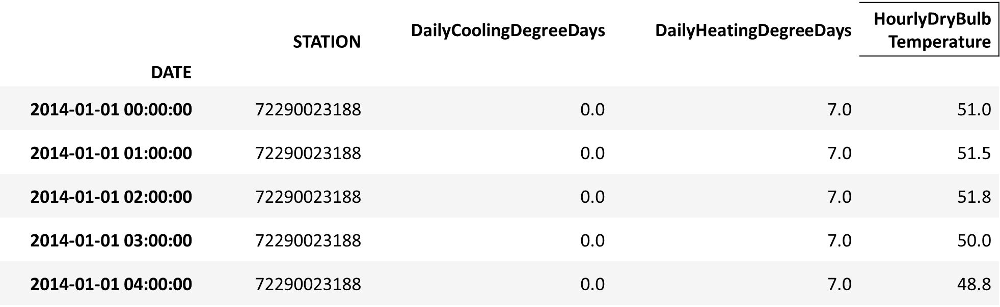 STATION DailyCoolingDegreeDays DailyHeatingDegreeDays HourlyDryBulb
Temperature
DATE
2014-01-01 00:00:00 72290023188 0.0 7.0 51.0
2014-01-01 01:00:00 72290023188 0.0 7.0 51.5
2014-01-01 02:00:00 72290023188 0.0 7.0 51.8
2014-01-01 03:00:00 72290023188 0.0 7.0 50.0
2014-01-01 04:00:00 72290023188 0.0 7.0 48.8